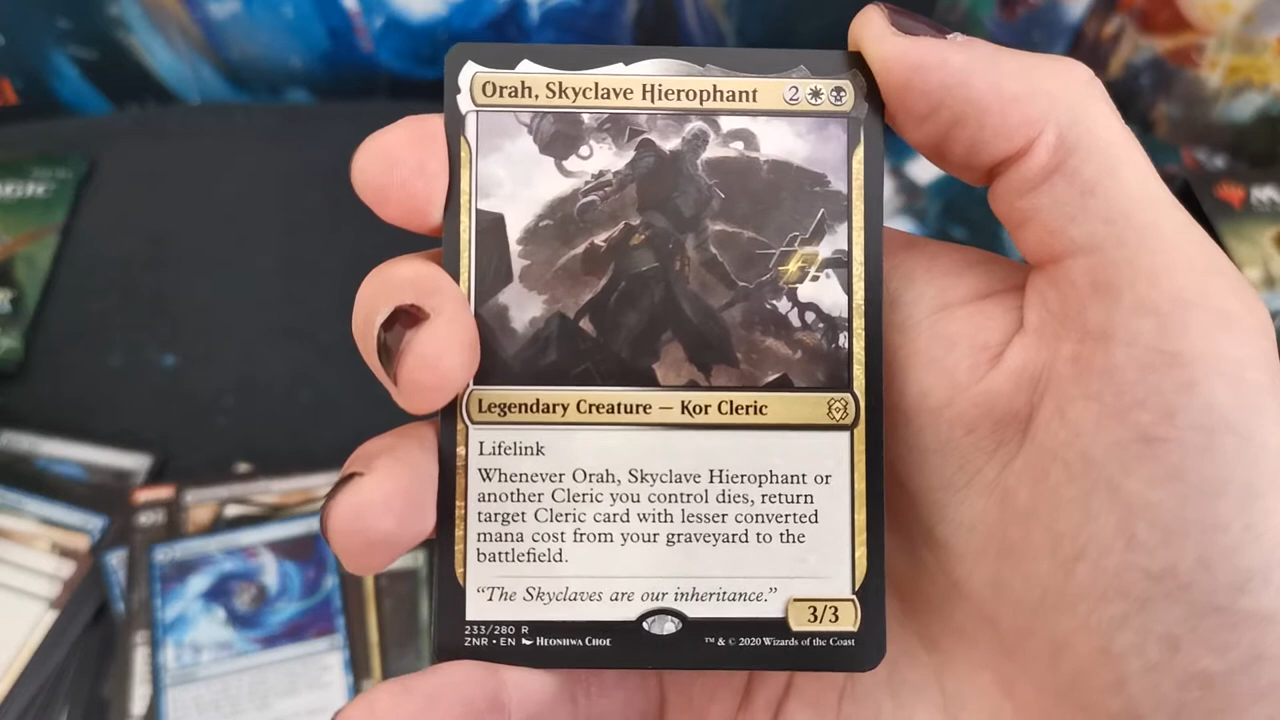 Orah, Skyclave Hierophant 2
Legendary Creature — Kor Cleric
Lifelink
Whenever Orah, Skyclave Hierophant or
another Cleric you control dies, return
target Cleric card with lesser converted
mana cost from your graveyard to the
battlefield.
“The Skyclaves are our inheritance.”
3/3
233/280 R
ZNR • EN Heonhwa Choe
™ & © 2020 Wizards of the Coast